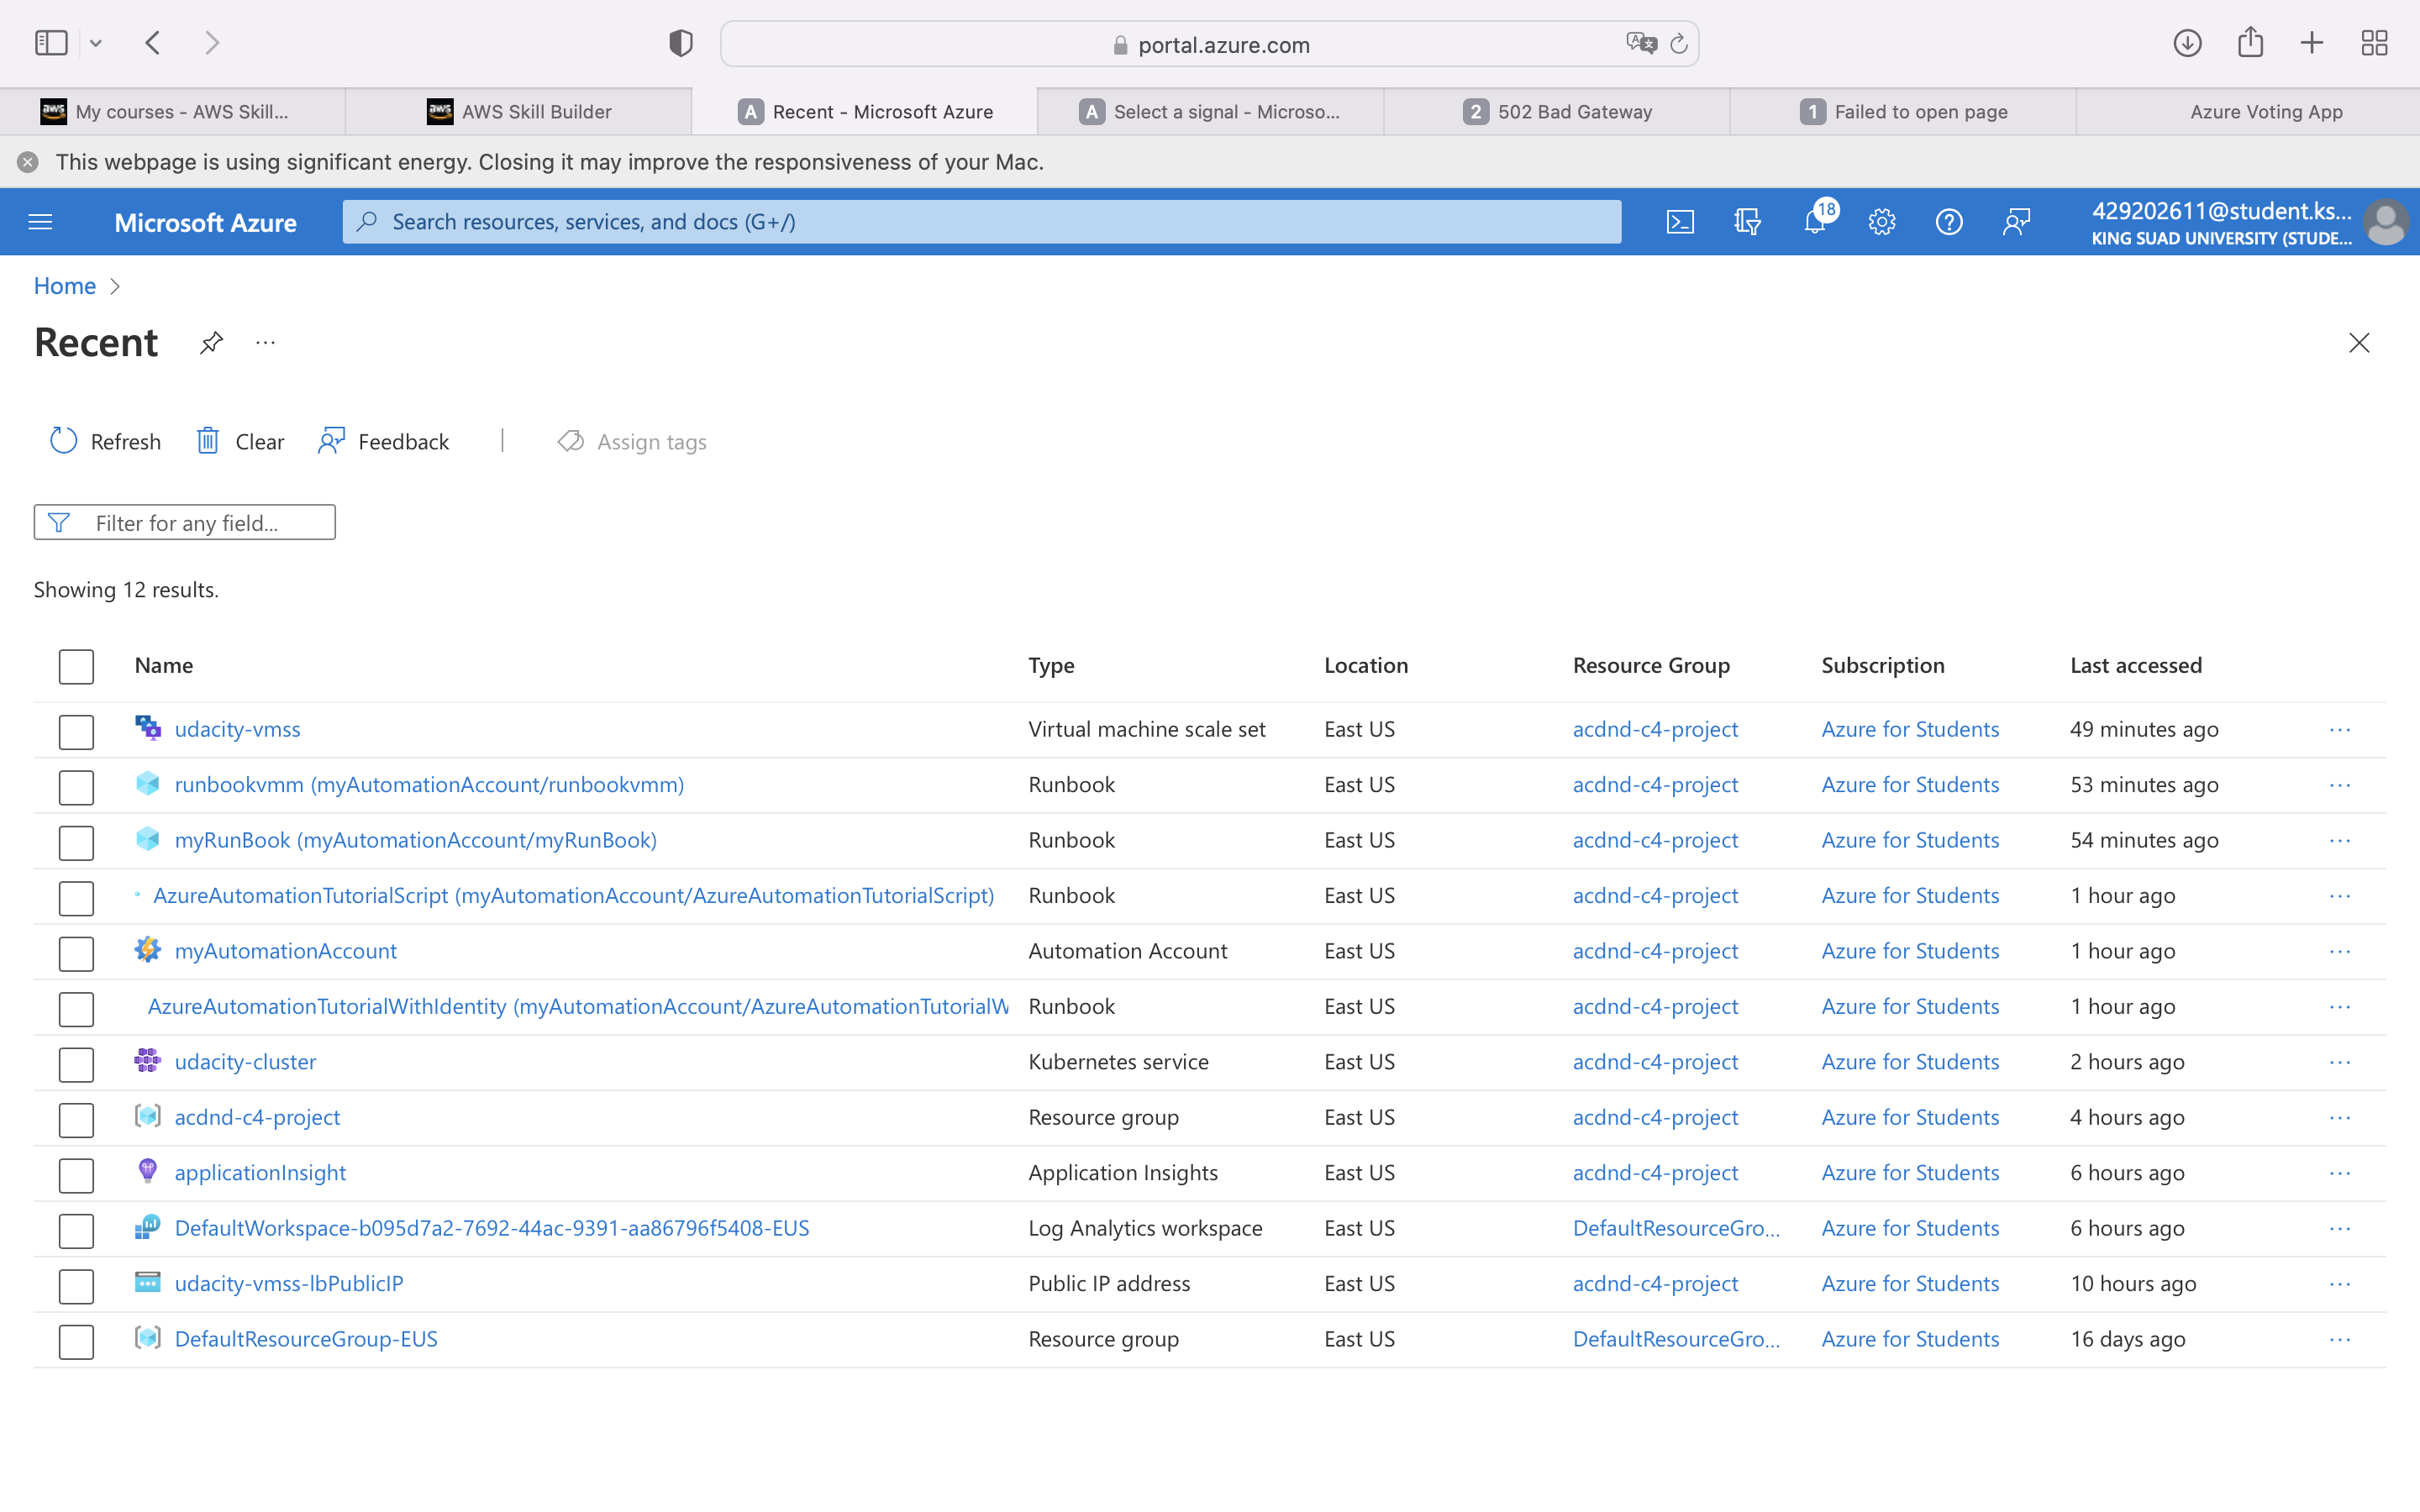 portal.azure.com
My courses - AWS Skill...
AWS Skill Builder
A Recent - Microsoft Azure
A Select a signal - Microso...
2 502 Bad Gateway
1 Failed to open page
Azure Voting App
This webpage is using significant energy. Closing it may improve the responsiveness of your Mac.
Microsoft Azure
Search resources, services, and docs (G+/)
18
429202611@student.ks...
KING SUAD UNIVERSITY (STUDE...
Home
Recent
Refresh Clear Feedback | Assign tags
Filter for any field...
Showing 12 results.
Name Type Location Resource Group Subscription Last accessed
udacity-vmss Virtual machine scale set East US acdnd-c4-project Azure for Students 49 minutes ago
runbookvmm (myAutomationAccount/runbookvmm) Runbook East US acdnd-c4-project Azure for Students 53 minutes ago
myRunBook (myAutomationAccount/myRunBook) Runbook East US acdnd-c4-project Azure for Students 54 minutes ago
AzureAutomationTutorialScript (myAutomationAccount/AzureAutomationTutorialScript) Runbook East US acdnd-c4-project Azure for Students 1 hour ago
myAutomationAccount Automation Account East US acdnd-c4-project Azure for Students 1 hour ago
AzureAutomationTutorialWithIdentity (myAutomationAccount/AzureAutomationTutorialW Runbook East US acdnd-c4-project Azure for Students 1 hour ago
udacity-cluster Kubernetes service East US acdnd-c4-project Azure for Students 2 hours ago
acdnd-c4-project Resource group East US acdnd-c4-project Azure for Students 4 hours ago
applicationInsight Application Insights East US acdnd-c4-project Azure for Students 6 hours ago
DefaultWorkspace-b095d7a2-7692-44ac-9391-aa86796f5408-EUS Log Analytics workspace East US DefaultResourceGro... Azure for Students 6 hours ago
udacity-vmss-lbPublicIP Public IP address East US acdnd-c4-project Azure for Students 10 hours ago
DefaultResourceGroup-EUS Resource group East US DefaultResourceGro... Azure for Students 16 days ago